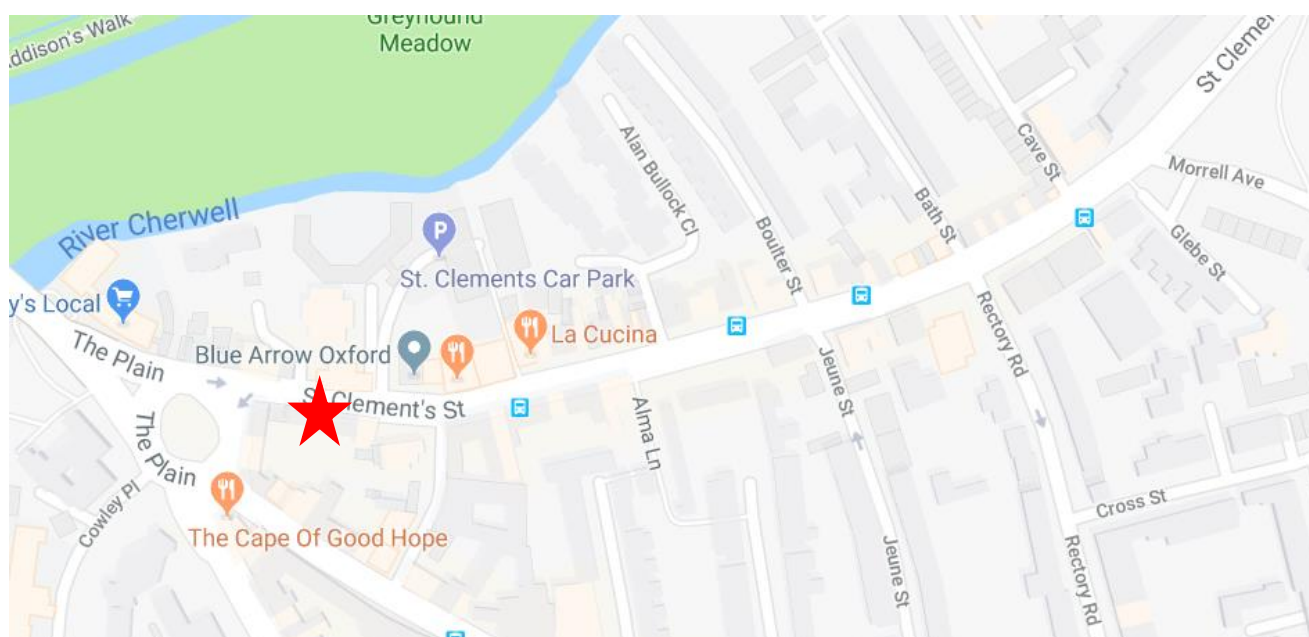 Greyhound
Meadow
ddison's Walk
St Clemer
Cave St
Alan Bullock Cl
Morrell Ave
Bath St
River Cherwell
P
Boulter St
Glebe St
St. Clements Car Park
y's Local
Rectory Rd
La Cucina
The Plain
Blue Arrow Oxford
Jeune St
S Clement's St
Alma Ln
The Plain
Cowley Pl
Cross St
The Cape Of Good Hope
Jeune St
Rectory Rd